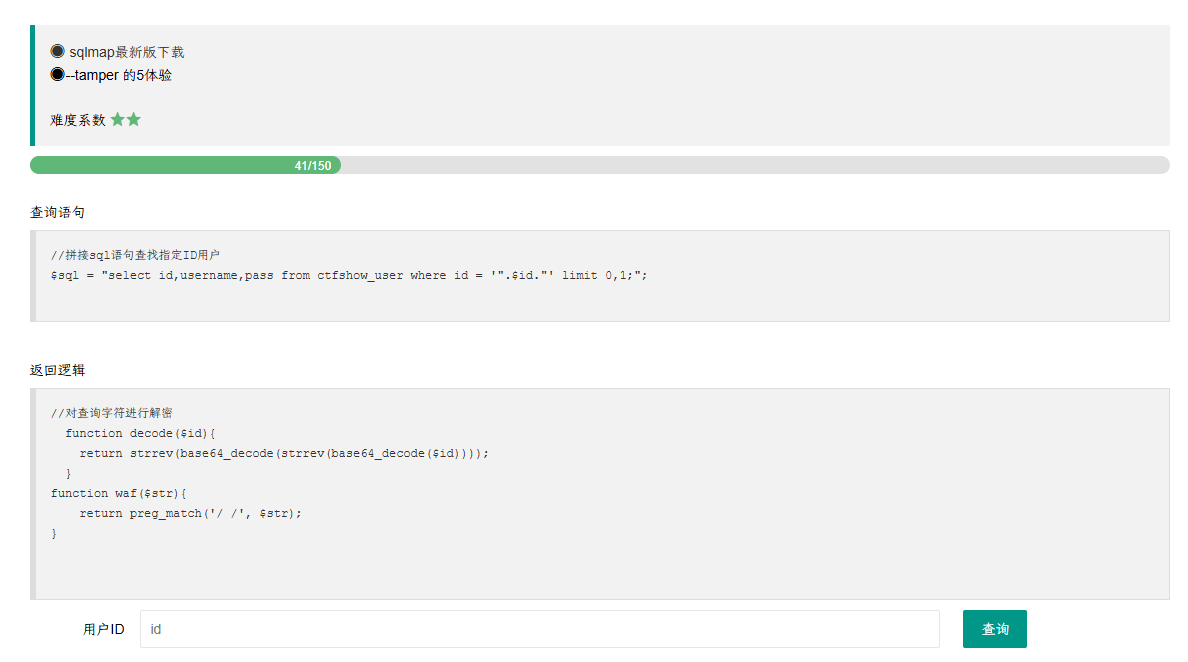 sqlmap最新版下载
--tamper 的5体验
难度系数
41/150
查询语句
//拼接sql语句查找指定ID用户
$sql = "select id,username,pass from ctfshow_user where id = '".$id."' limit 0,1;";
返回逻辑
//对查询字符进行解密
function decode($id){
return strrev(base64_decode(strrev(base64_decode($id))));
}
function waf($str){
return preg_match('/ /', $str);
}
用户ID id 查询